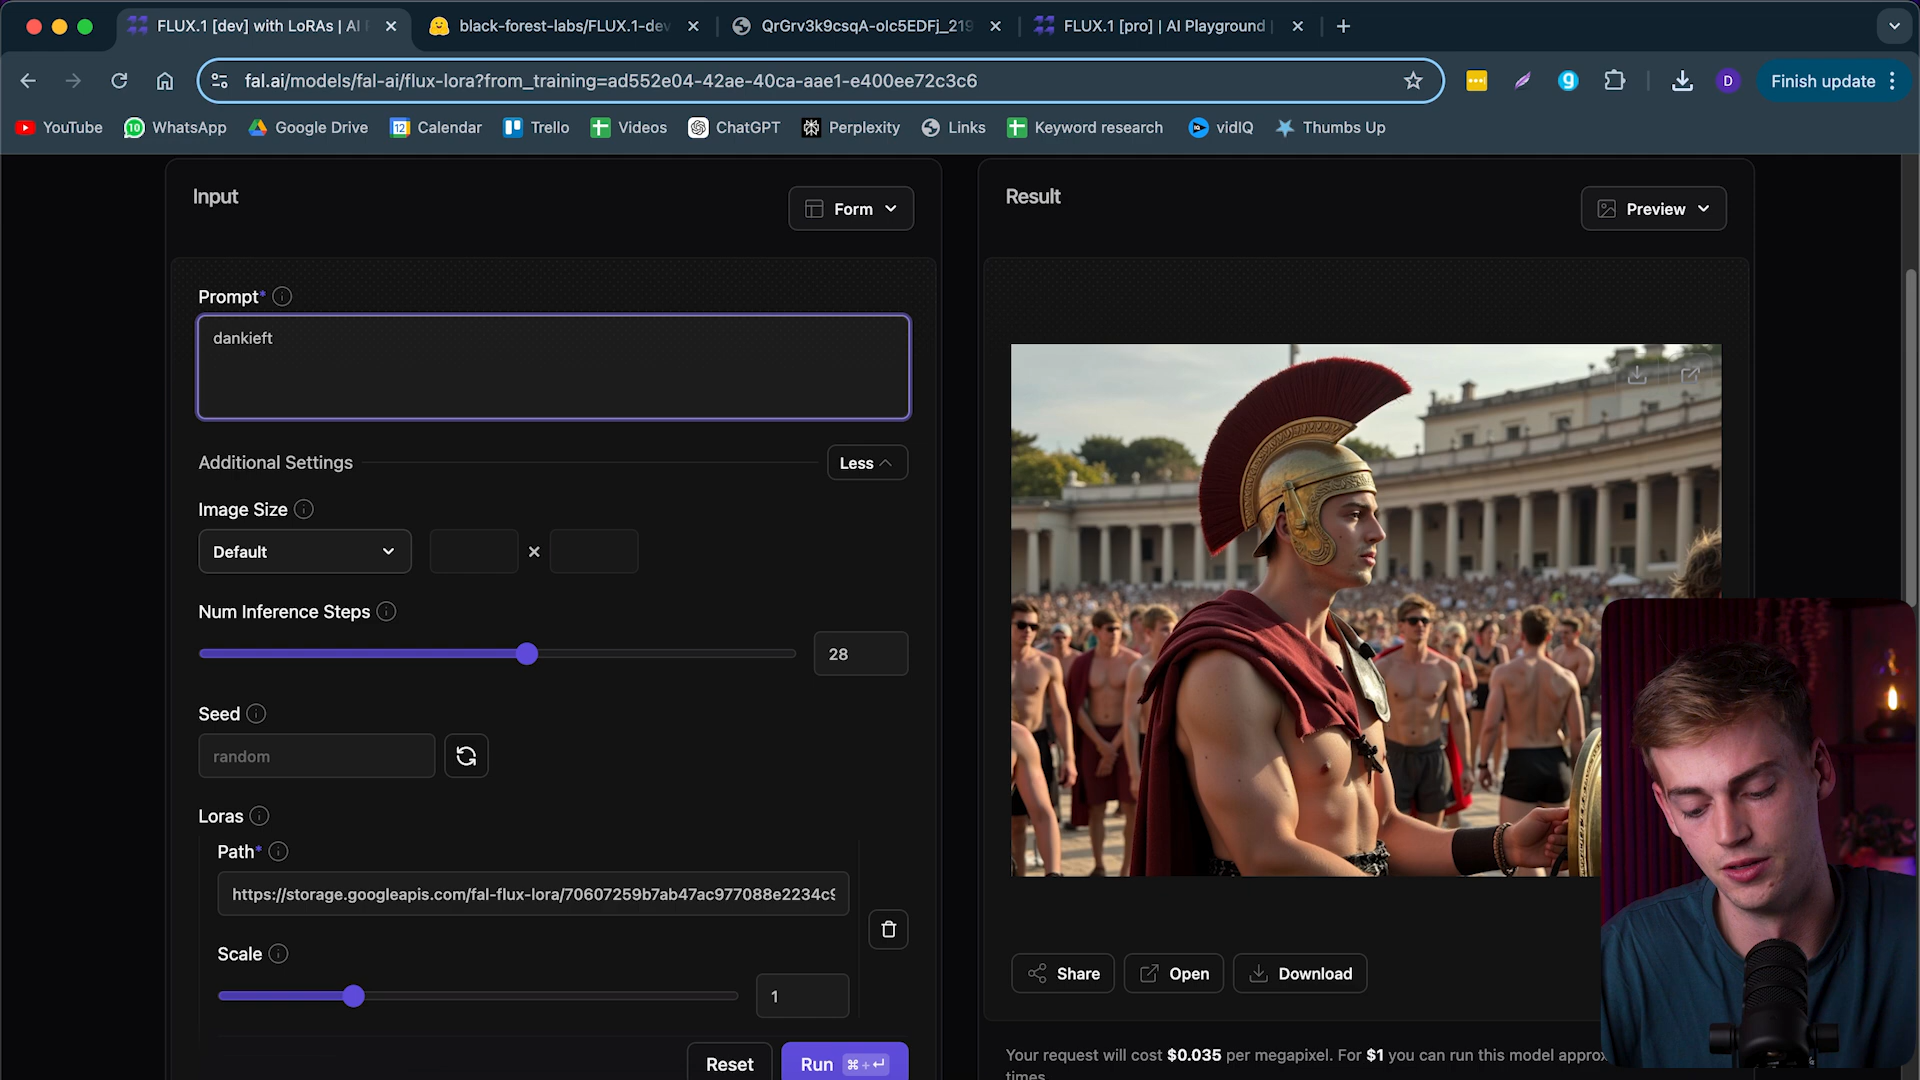 FLUX.1 [dev] with LoRAs | AI P
black-forest-labs/FLUX.1-dev
QrGrv3k9csqA-olc5EDFj_219
FLUX.1 [pro] | AI Playground |
fal.ai/models/fal-ai/flux-lora?from_training=ad552e04-42ae-40ca-aae1-e400ee72c3c6
g
D
Finish update
YouTube
10
WhatsApp
Google Drive
12
Calendar
Trello
Videos
ChatGPT
Perplexity
Links
Keyword research
vidIQ
Thumbs Up
Input
Form
Result
Preview
Prompt*
dankieft
Additional Settings
Less
Image Size
Default
×
Num Inference Steps
28
Seed
random
Loras
Path*
https://storage.googleapis.com/fal-flux-lora/70607259b7ab47ac977088e2234c9
Scale
1
Share
Open
Download
Reset
Run ⌘+↵
Your request will cost $0.035 per megapixel. For $1 you can run this model approx
times